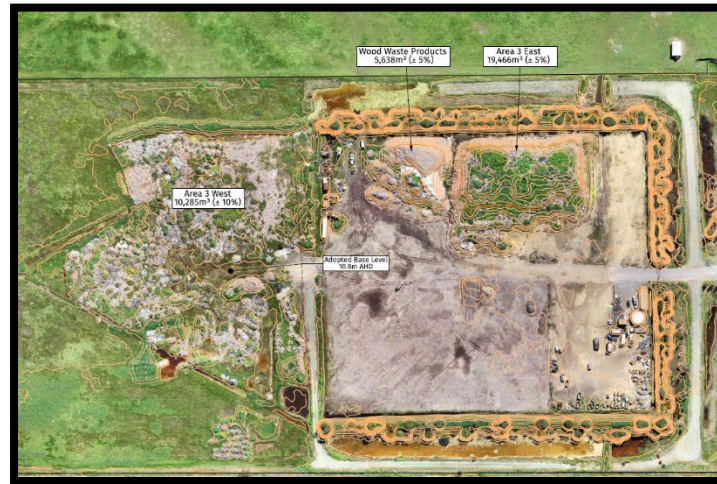 Wood Waste Products
5,638m³ (± 5%)
Area 3 East
19,466m³ (± 5%)
Area 3 West
10,285m³ (± 10%)
Adopted Base Level
10.8m AHD